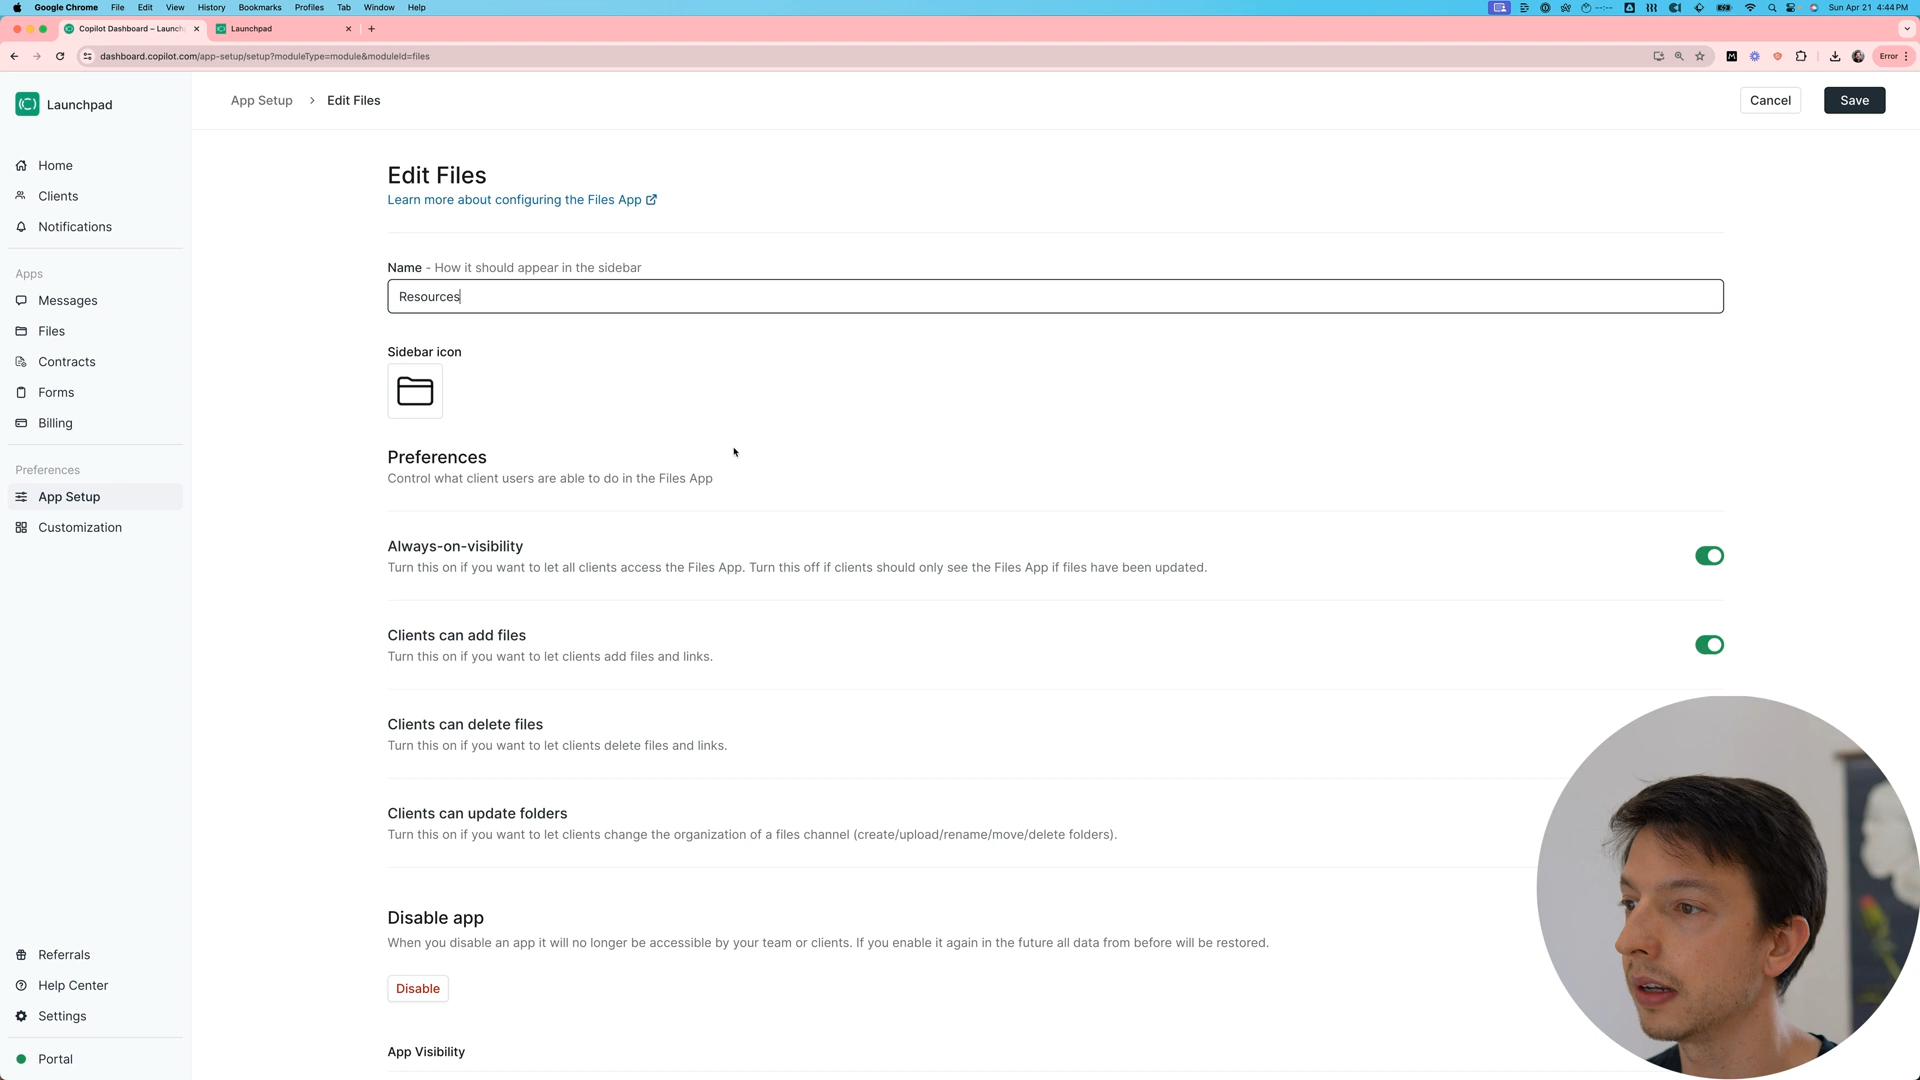 Google Chrome File Edit View History Bookmarks Profiles Tab Window Help
Sun Apr 21 4:44 PM
Copilot Dashboard – Launch
Launchpad
dashboard.copilot.com/app-setup/setup?moduleType=module&moduleId=files
Error
Launchpad
App Setup > Edit Files
Cancel
Save
Home
Clients
Notifications
Apps
Messages
Files
Contracts
Forms
Billing
Preferences
App Setup
Customization
Referrals
Help Center
Settings
Portal
Edit Files
Learn more about configuring the Files App
Name - How it should appear in the sidebar
Resources
Sidebar icon
Preferences
Control what client users are able to do in the Files App
Always-on-visibility
Turn this on if you want to let all clients access the Files App. Turn this off if clients should only see the Files App if files have been updated.
Clients can add files
Turn this on if you want to let clients add files and links.
Clients can delete files
Turn this on if you want to let clients delete files and links.
Clients can update folders
Turn this on if you want to let clients change the organization of a files channel (create/upload/rename/move/delete folders).
Disable app
When you disable an app it will no longer be accessible by your team or clients. If you enable it again in the future all data from before will be restored.
Disable
App Visibility